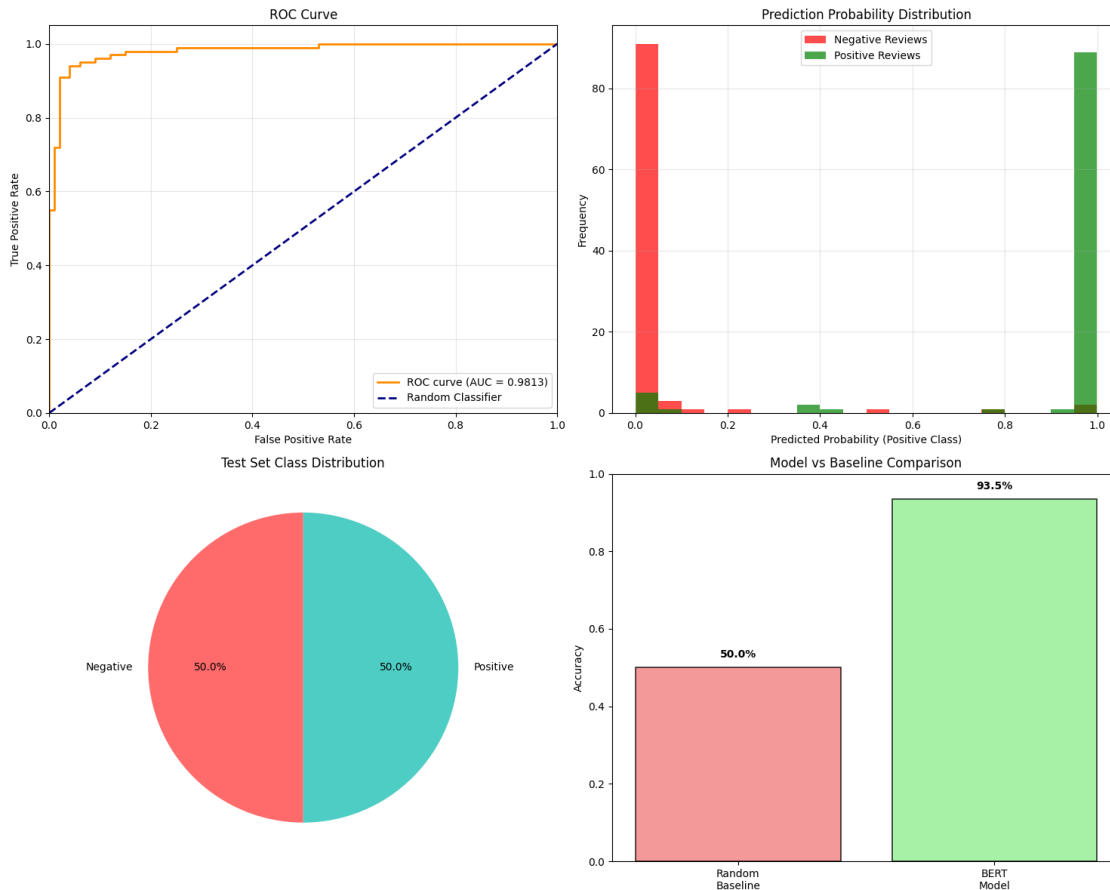 ROC Curve
True Positive Rate
1.0
0.8
0.6
0.4
0.2
0.0
0.0
0.2
0.4
0.6
0.8
1.0
False Positive Rate
ROC curve (AUC = 0.9813)
Random Classifier
Prediction Probability Distribution
Negative Reviews
Positive Reviews
Frequency
80
60
40
20
0
0.0
0.2
0.4
0.6
0.8
1.0
Predicted Probability (Positive Class)
Test Set Class Distribution
Negative
50.0%
50.0%
Positive
Model vs Baseline Comparison
Accuracy
1.0
0.8
0.6
0.4
0.2
0.0
50.0%
93.5%
Random
Baseline
BERT
Model